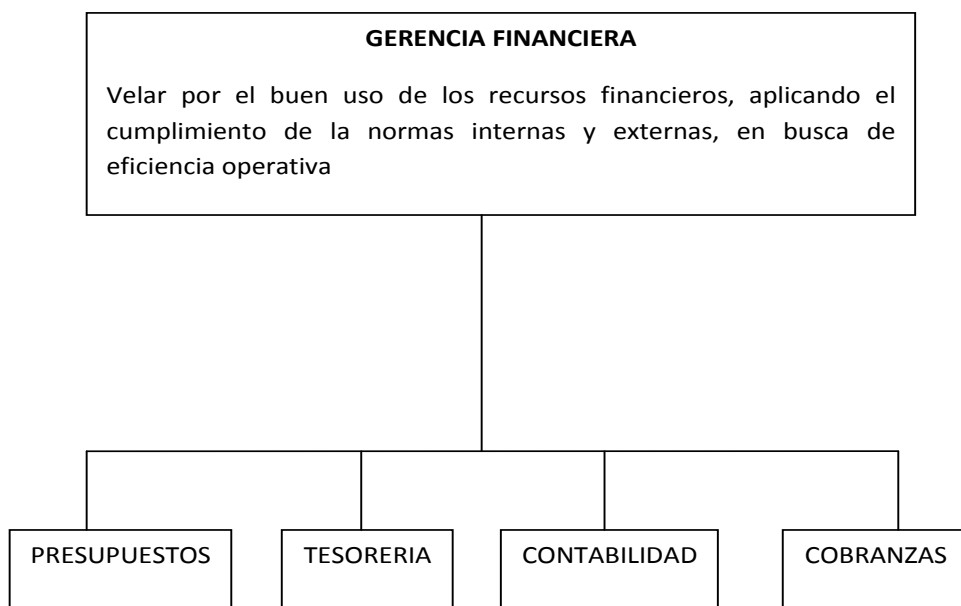 GERENCIA FINANCIERA
Velar por el buen uso de los recursos financieros, aplicando el
cumplimiento de la normas internas y externas, en busca de
eficiencia operativa
PRESUPUESTOS
TESORERIA
CONTABILIDAD
COBRANZAS